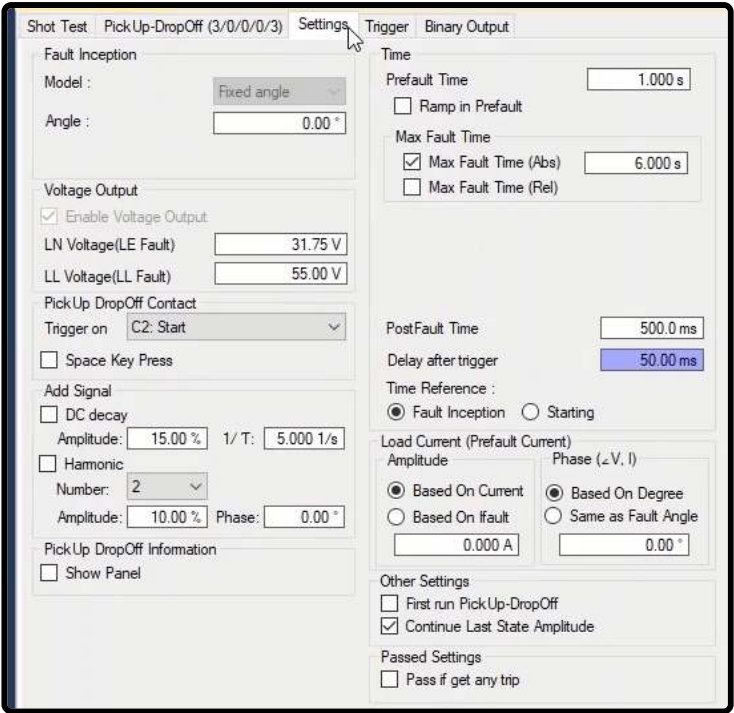 Shot Test PickUp-DropOff (3/0/0/0/3) Settings Trigger Binary Output
Fault Inception
Model :
Fixed angle
Angle :
0.00 °
Voltage Output
Enable Voltage Output
LN Voltage(LE Fault) 31.75 V
LL Voltage(LL Fault) 55.00 V
PickUp DropOff Contact
Trigger on C2: Start
Space Key Press
Add Signal
DC decay
Amplitude: 15.00 % 1/ T: 5.000 1/s
Harmonic
Number: 2
Amplitude: 10.00 % Phase: 0.00 °
PickUp DropOff Information
Show Panel
Time
Prefault Time 1.000 s
Ramp in Prefault
Max Fault Time
Max Fault Time (Abs) 6.000 s
Max Fault Time (Rel)
PostFault Time 500.0 ms
Delay after trigger 50.00 ms
Time Reference :
Fault Inception Starting
Load Current (Prefault Current)
Amplitude
Based On Current
Based On Ifault
0.000 A
Phase (∠V, I)
Based On Degree
Same as Fault Angle
0.00 °
Other Settings
First run PickUp-DropOff
Continue Last State Amplitude
Passed Settings
Pass if get any trip